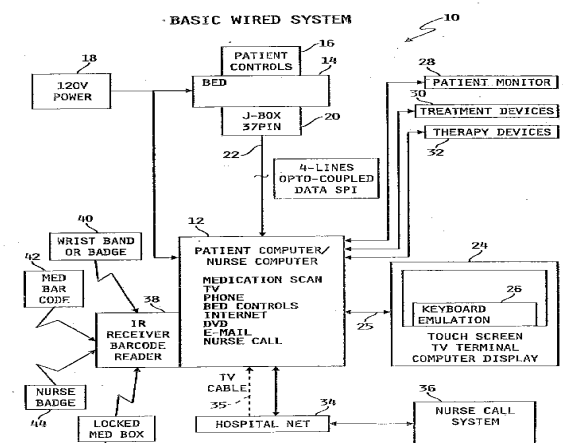 BASIC WIRED SYSTEM
10
16
PATIENT
CONTROLS
14
BED
18
120V
POWER
J-BOX
37PIN
20
22
4-LINES
OPTO-COUPLED
DATA SPI
28
PATIENT MONITOR
30
TREATMENT DEVICES
THERAPY DEVICES
32
12
PATIENT COMPUTER/
NURSE COMPUTER
MEDICATION SCAN
TV
PHONE
BED CONTROLS
INTERNET
DVD
E-MAIL
NURSE CALL
24
26
KEYBOARD
EMULATION
TOUCH SCREEN
TV TERMINAL
COMPUTER DISPLAY
25
40
WRIST BAND
OR BADGE
42
MED
BAR
CODE
38
IR
RECEIVER
BARCODE
READER
NURSE
BADGE
44
LOCKED
MED BOX
TV
CABLE
35
34
HOSPITAL NET
36
NURSE CALL
SYSTEM